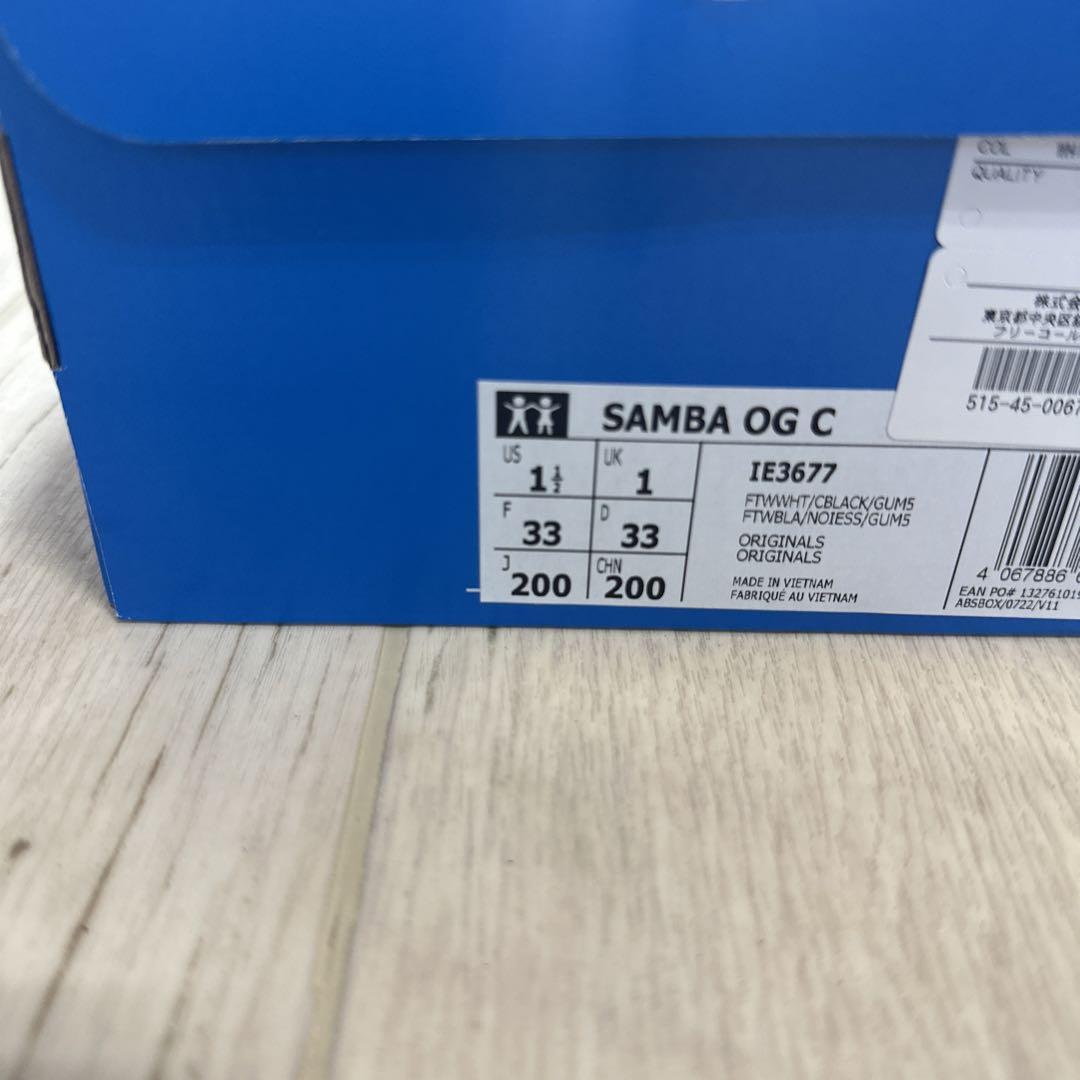 COL
QUALITY
株式会
東京都中央区
フリーコール
515-45-0067
SAMBA OG C
US 1½ UK 1
F 33 D 33
J 200 CHN 200
IE3677
FTWWHT/CBLACK/GUM5
FTWBLA/NOIESS/GUM5
ORIGINALS
ORIGINALS
MADE IN VIETNAM
FABRIQUÉ AU VIETNAM
4 067886
EAN PO# 132761019
ABSBOX/0722/V11